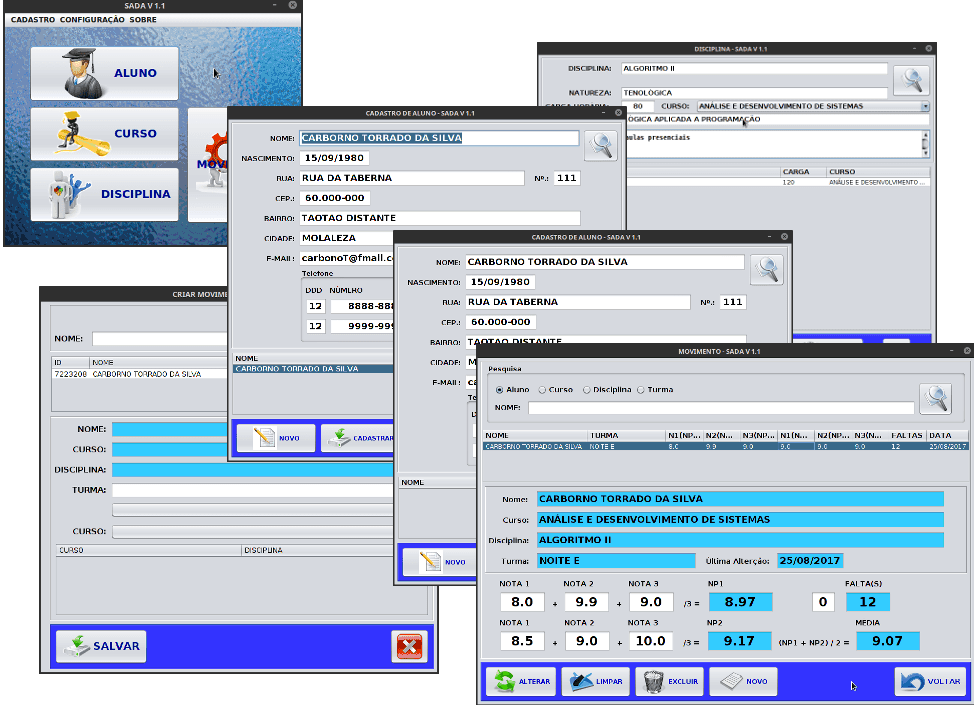 SADA V 1.1
CADASTRO CONFIGURAÇÃO SOBRE
ALUNO
CURSO
DISCIPLINA
MOV
DISCIPLINA - SADA V 1.1
DISCIPLINA: ALGORITMO II
NATUREZA: TENOLÓGICA
80 CURSO: ANÁLISE E DESENVOLVIMENTO DE SISTEMAS
ÓGICA APLICADA A PROGRAMAÇÃO
aulas presenciais
CARGA CURSO
120 ANÁLISE E DESENVOLVIMENTO ...
CADASTRO DE ALUNO - SADA V 1.1
NOME: CARBORNO TORRADO DA SILVA
NASCIMENTO: 15/09/1980
RUA: RUA DA TABERNA Nº.: 111
CEP.: 60.000-000
BAIRRO: TAOTAO DISTANTE
CIDADE: MOLALEZA
E-MAIL: carbonoT@fmall.c
Telefone
DDD NÚMERO
12 8888-888
12 9999-999
NOME
CARBORNO TORRADO DA SILVA
NOVO CADASTRAR
CADASTRO DE ALUNO - SADA V 1.1
NOME: CARBORNO TORRADO DA SILVA
NASCIMENTO: 15/09/1980
RUA: RUA DA TABERNA Nº.: 111
CEP.: 60.000-000
BAIRRO: TAOTAO DISTANTE
CIDADE: M
E-MAIL: ca
Te
D
NOME
NOVO
CRIAR MOVIME
NOME:
ID NOME
7223208 CARBORNO TORRADO DA SILVA
NOME:
CURSO:
DISCIPLINA:
TURMA:
CURSO:
CURSO DISCIPLINA
SALVAR
MOVIMENTO - SADA V 1.1
Pesquisa
Aluno Curso Disciplina Turma
NOME:
NOME TURMA N1(NP... N2(N... N3(NP... N1(N... N2(NP... N3(N... FALTAS DATA
CARBORNO TORRADO DA SILVA NOITE E 8.0 9.9 9.0 9.0 9.0 9.0 12 25/08/2017
Nome: CARBORNO TORRADO DA SILVA
Curso: ANÁLISE E DESENVOLVIMENTO DE SISTEMAS
Disciplina: ALGORITMO II
Turma: NOITE E Última Alterção: 25/08/2017
NOTA 1 NOTA 2 NOTA 3 NP1 FALTA(S)
8.0 + 9.9 + 9.0 /3 = 8.97 0 12
NOTA 1 NOTA 2 NOTA 3 NP2 MEDIA
8.5 + 9.0 + 10.0 /3 = 9.17 (NP1 + NP2) / 2 = 9.07
ALTERAR LIMPAR EXCLUIR NOVO VOLTAR